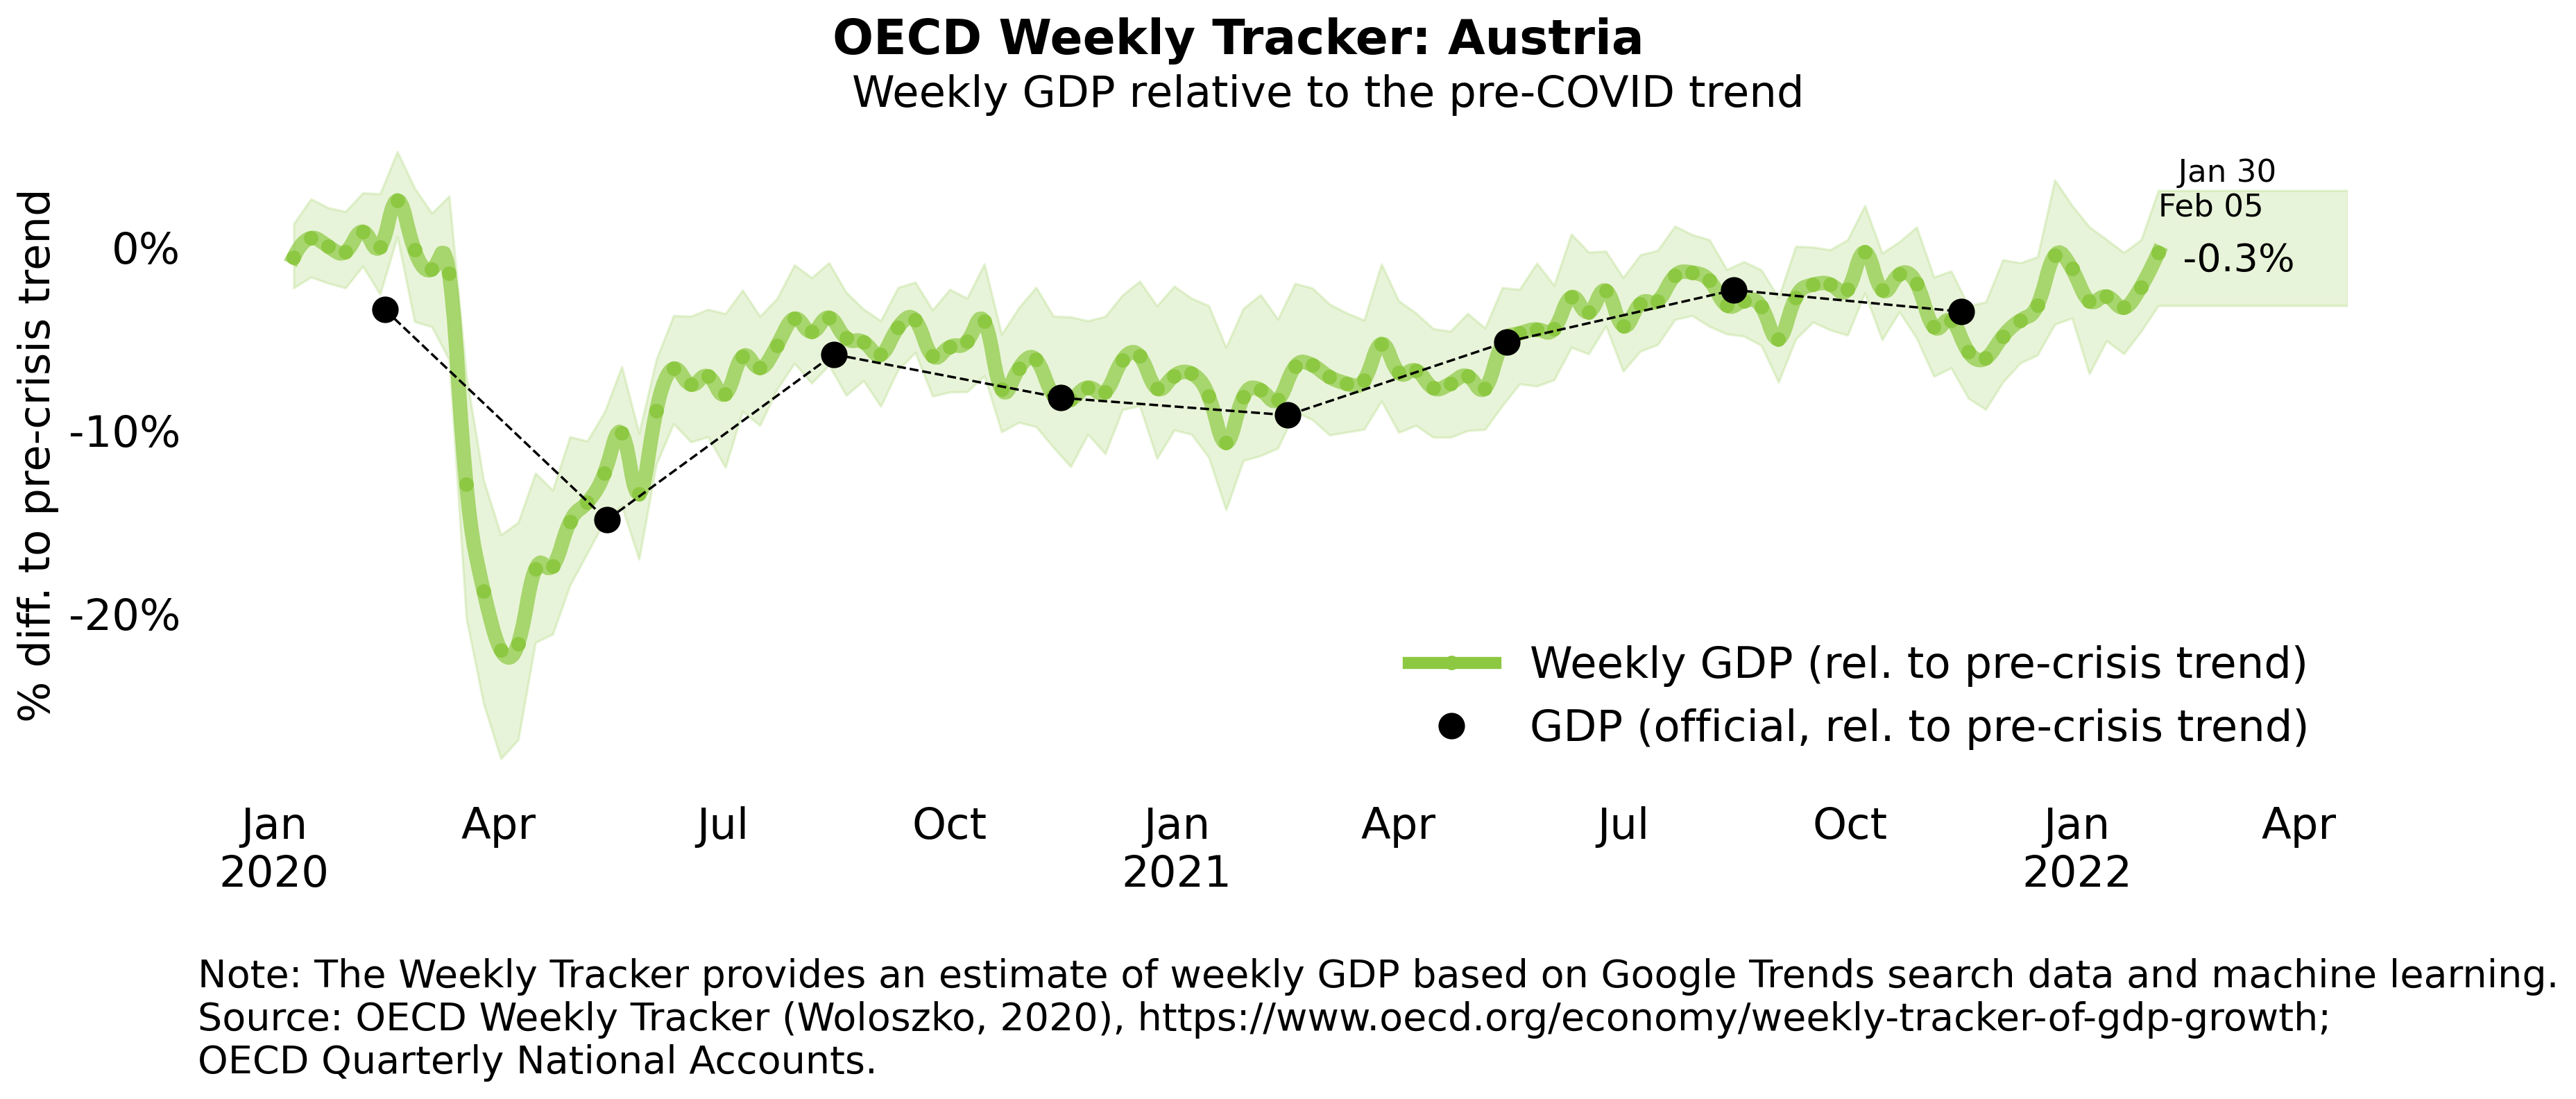 OECD Weekly Tracker: Austria
Weekly GDP relative to the pre-COVID trend
% diff. to pre-crisis trend
0%
-10%
-20%
Jan 30
Feb 05
-0.3%
Weekly GDP (rel. to pre-crisis trend)
GDP (official, rel. to pre-crisis trend)
Jan Apr Jul Oct Jan Apr Jul Oct Jan Apr
2020 2021 2022
Note: The Weekly Tracker provides an estimate of weekly GDP based on Google Trends search data and machine learning.
Source: OECD Weekly Tracker (Woloszko, 2020), https://www.oecd.org/economy/weekly-tracker-of-gdp-growth;
OECD Quarterly National Accounts.